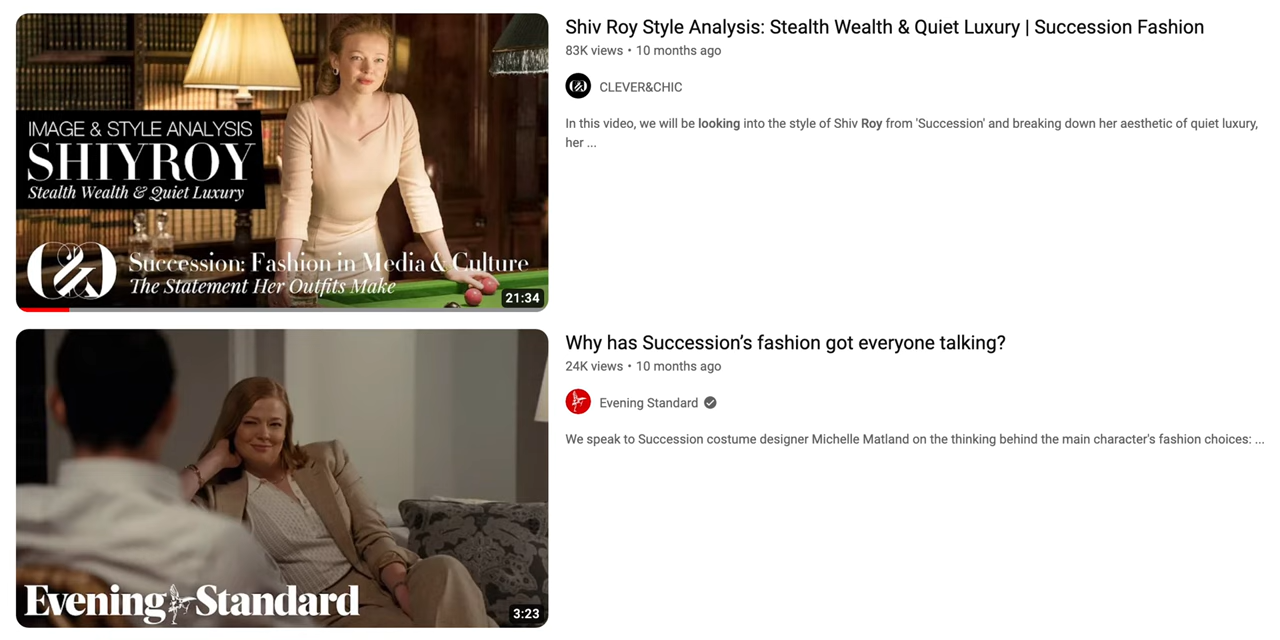 IMAGE & STYLE ANALYSIS
SHIYROY
Stealth Wealth & Quiet Luxury
Succession: Fashion in Media & Culture
The Statement Her Outfits Make
21:34
Shiv Roy Style Analysis: Stealth Wealth & Quiet Luxury | Succession Fashion
83K views • 10 months ago
CLEVER&CHIC
In this video, we will be looking into the style of Shiv Roy from 'Succession' and breaking down her aesthetic of quiet luxury,
her ...
Evening Standard
3:23
Why has Succession’s fashion got everyone talking?
24K views • 10 months ago
Evening Standard
We speak to Succession costume designer Michelle Matland on the thinking behind the main character's fashion choices: ...